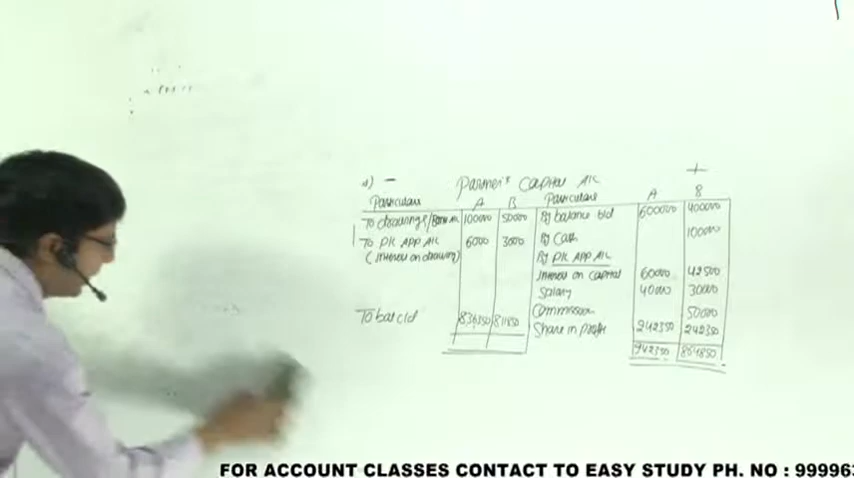 Partner's Capital A/C
Particulars A B Particulars A B
To drawings/ 100000 50000 By balance b/d 600000 400000
To P/L APP A/C 6000 3000 By Cash 100000
(Interest on drawing) By P/L APP A/C
Interest on capital 60000 42500
Salary 40000 30000
To bal c/d 836350 811850 Commission 50000
Share in profit 242350 242350
942350 864850
FOR ACCOUNT CLASSES CONTACT TO EASY STUDY PH. NO : 99996